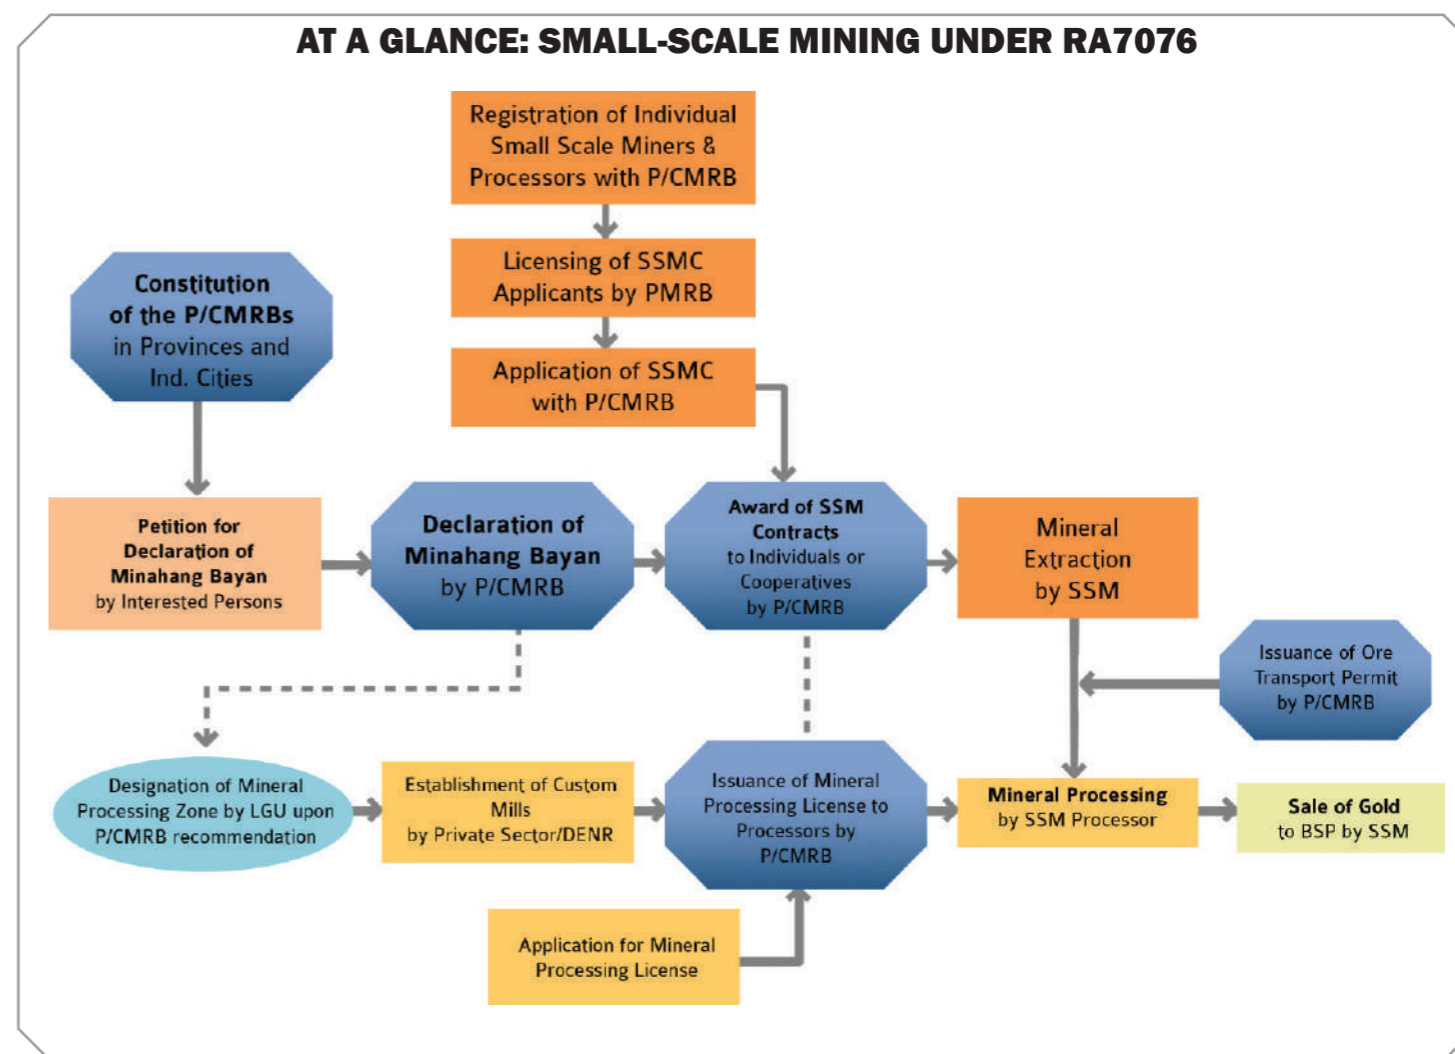 AT A GLANCE: SMALL-SCALE MINING UNDER RA7076
Registration of Individual
Small Scale Miners &
Processors with P/CMRB
Licensing of SSMC
Applicants by PMRB
Application of SSMC
with P/CMRB
Constitution
of the P/CMRBs
in Provinces and
Ind. Cities
Petition for
Declaration of
Minahang Bayan
by Interested Persons
Declaration of
Minahang Bayan
by P/CMRB
Award of SSM
Contracts
to Individuals or
Cooperatives
by P/CMRB
Mineral
Extraction
by SSM
Issuance of Ore
Transport Permit
by P/CMRB
Designation of Mineral
Processing Zone by LGU upon
P/CMRB recommendation
Establishment of Custom
Mills
by Private Sector/DENR
Issuance of Mineral
Processing License to
Processors by
P/CMRB
Mineral Processing
by SSM Processor
Sale of Gold
to BSP by SSM
Application for Mineral
Processing License